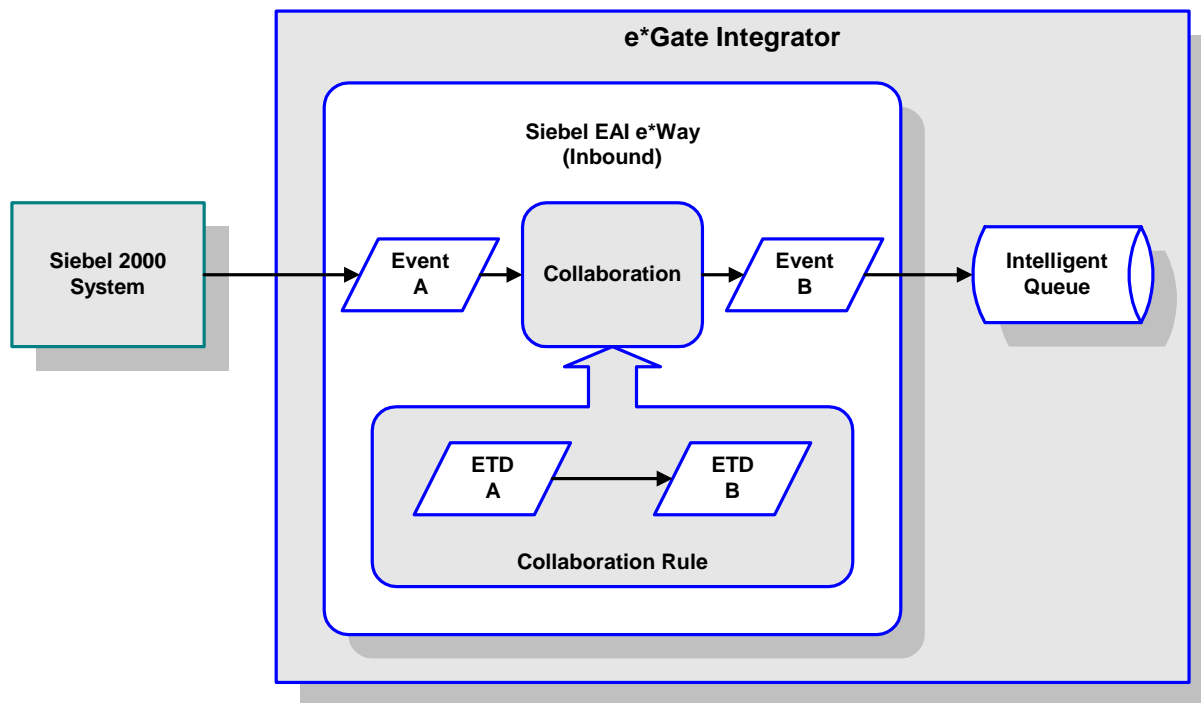 e*Gate Integrator
Siebel EAI e*Way
(Inbound)
Siebel 2000
System
Event
A
Collaboration
Event
B
Intelligent
Queue
ETD
A
ETD
B
Collaboration Rule